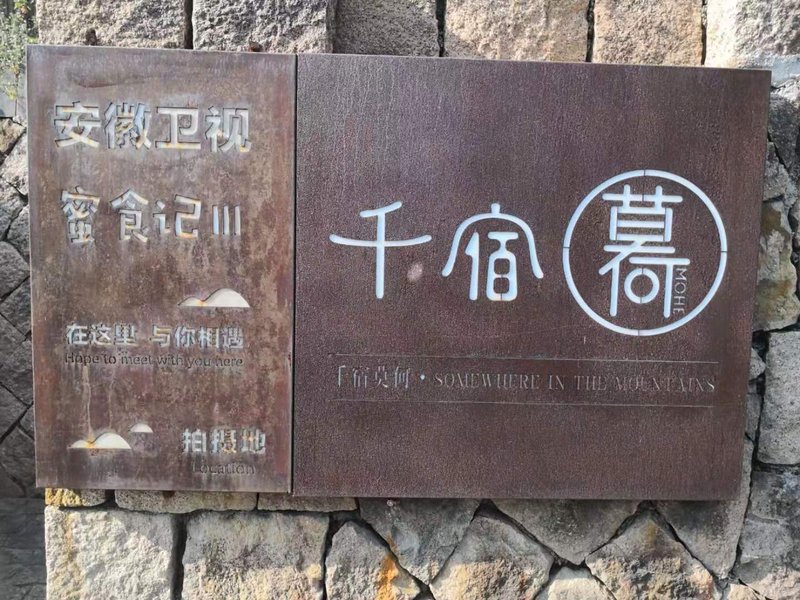 安徽卫视
蜜食记III
在这里 与你相遇
Hope to meet with you here
拍摄地
Location
千宿
MOHE
千宿莫何·SOMEWHERE IN THE MOUNTAINS